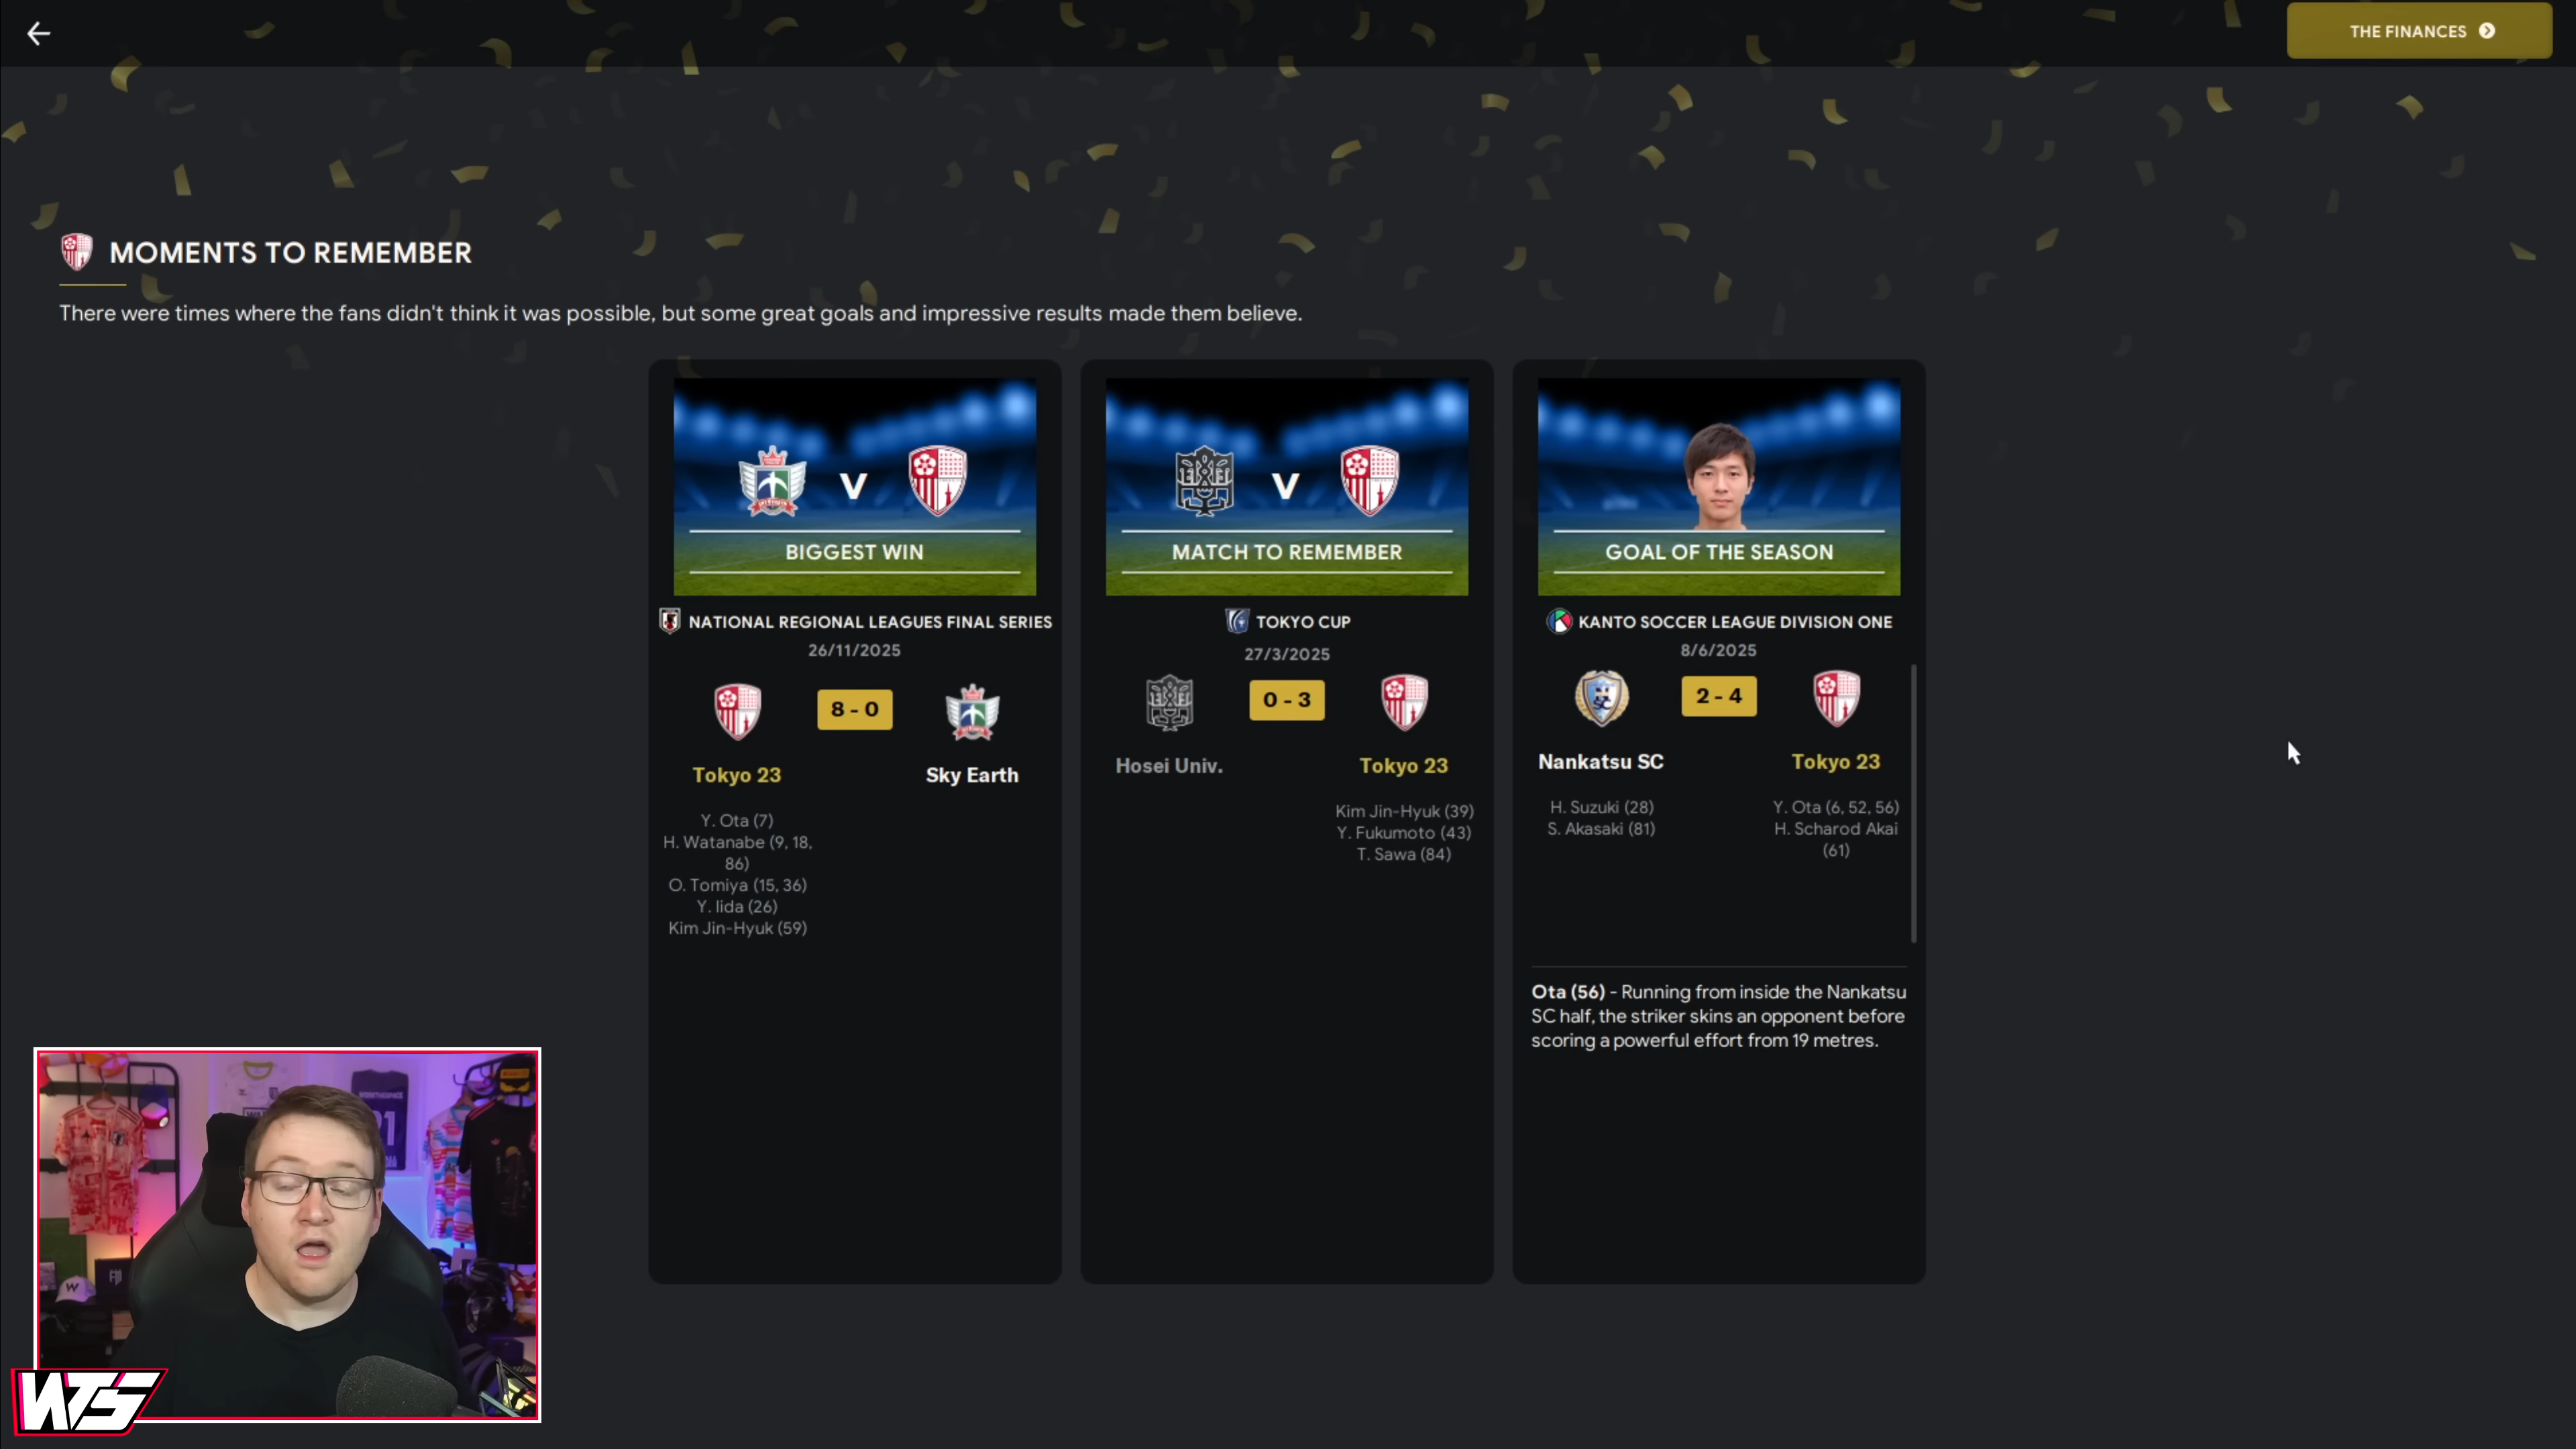 THE FINANCES
MOMENTS TO REMEMBER
There were times where the fans didn't think it was possible, but some great goals and impressive results made them believe.
V
BIGGEST WIN
NATIONAL REGIONAL LEAGUES FINAL SERIES
26/11/2025
8 - 0
Tokyo 23
Sky Earth
Y. Ota (7)
H. Watanabe (9, 18,
86)
O. Tomiya (15, 36)
Y. Iida (26)
Kim Jin-Hyuk (59)
V
MATCH TO REMEMBER
TOKYO CUP
27/3/2025
0 - 3
Hosei Univ.
Tokyo 23
Kim Jin-Hyuk (39)
Y. Fukumoto (43)
T. Sawa (84)
GOAL OF THE SEASON
KANTO SOCCER LEAGUE DIVISION ONE
8/6/2025
2 - 4
Nankatsu SC
Tokyo 23
H. Suzuki (28)
S. Akasaki (81)
Y. Ota (6, 52, 56)
H. Scharod Akai
(61)
Ota (56) - Running from inside the Nankatsu
SC half, the striker skins an opponent before
scoring a powerful effort from 19 metres.
W
WTS